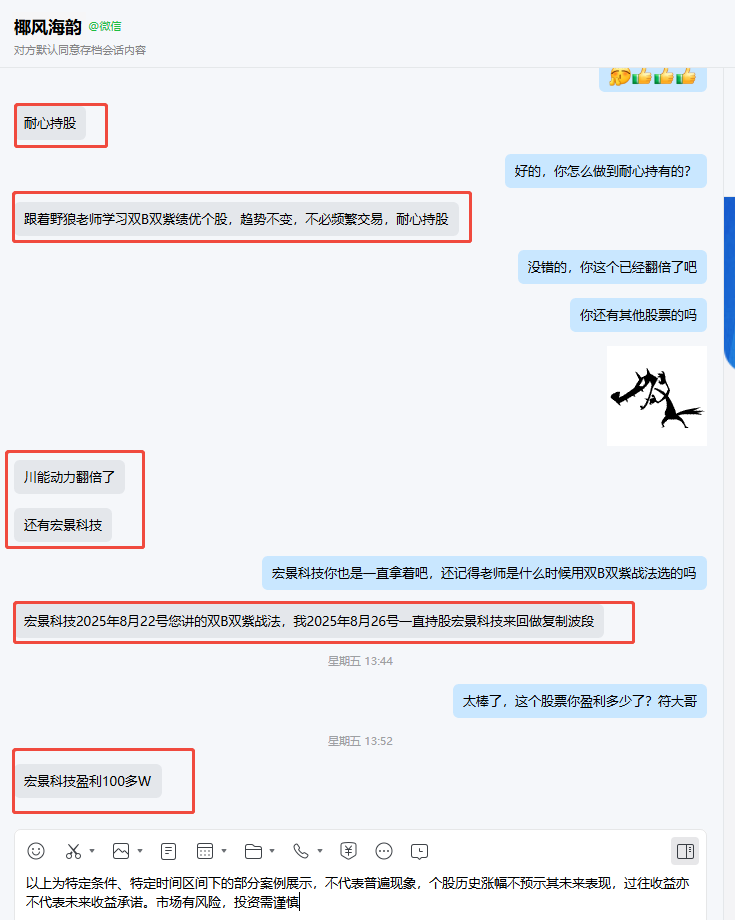 椰风海韵 @微信
对方默认同意存档会话内容
耐心持股
好的，你怎么做到耐心持有的？
跟着野狼老师学习双B双紫绩优个股，趋势不变，不必频繁交易，耐心持股
没错的，你这个已经翻倍了吧
你还有其他股票的吗
川能动力翻倍了
还有宏景科技
宏景科技你也是一直拿着吧，还记得老师是什么时候用双B双紫战法选的吗
宏景科技2025年8月22号您讲的双B双紫战法，我2025年8月26号一直持股宏景科技来回做复制波段
星期五 13:44
太棒了，这个股票你盈利多少了？符大哥
星期五 13:52
宏景科技盈利100多W
以上为特定条件、特定时间区间下的部分案例展示，不代表普遍现象，个股历史涨幅不预示其未来表现，过往收益亦
不代表未来收益承诺。市场有风险，投资需谨慎